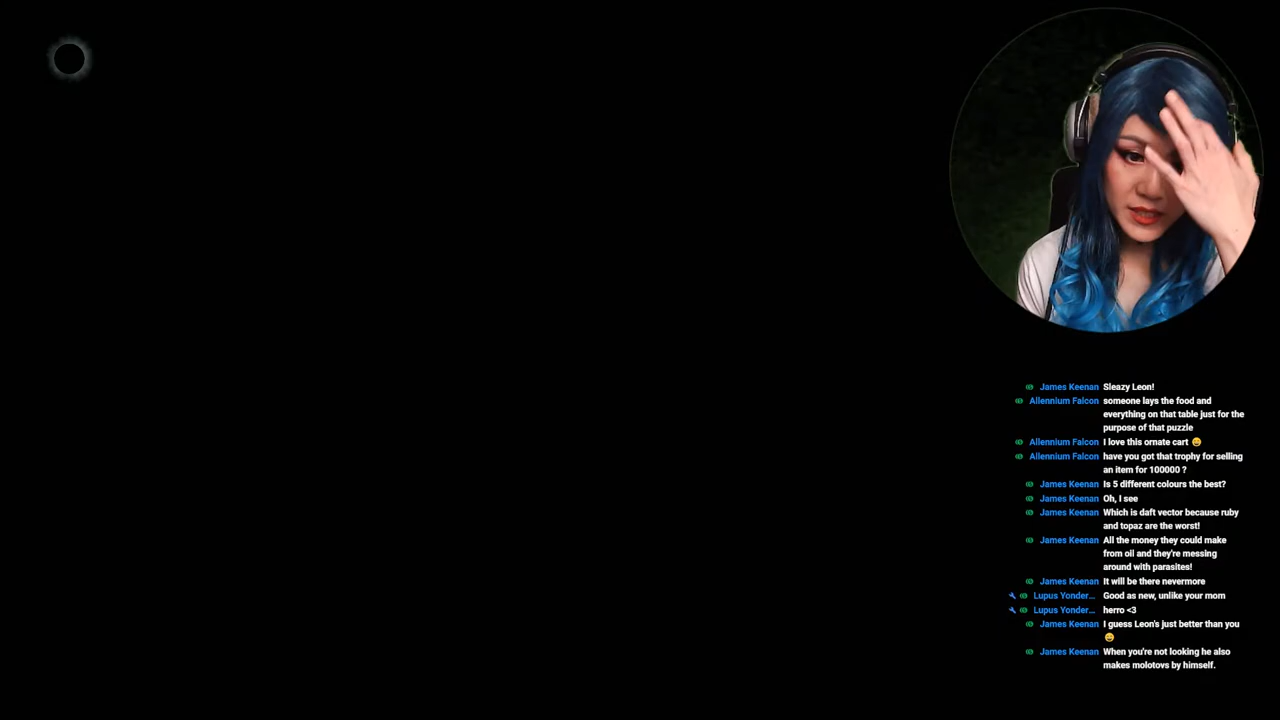 James Keenan Sleazy Leon!
Allennium Falcon someone lays the food and
everything on that table just for the
purpose of that puzzle
Allennium Falcon I love this ornate cart 😄
Allennium Falcon have you got that trophy for selling
an item for 100000 ?
James Keenan Is 5 different colours the best?
James Keenan Oh, I see
James Keenan Which is daft vector because ruby
and topaz are the worst!
James Keenan All the money they could make
from oil and they're messing
around with parasites!
James Keenan It will be there nevermore
Lupus Yonder... Good as new, unlike your mom
Lupus Yonder... herro <3
James Keenan I guess Leon's just better than you
😄
James Keenan When you're not looking he also
makes molotovs by himself.